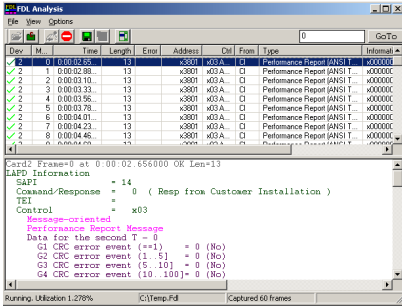 FDL Analysis
File View Options
0 GoTo
Dev M... Time Length Error Address Ctrl From Type Informati
2 0 0:00:02.65... 13 x3801 x03 A... CI Performance Report (ANSI T... x000000
2 1 0:00:02.88... 13 x3801 x03 A... CI Performance Report (ANSI T... x000000
2 2 0:00:03.10... 13 x3801 x03 A... CI Performance Report (ANSI T... x000000
2 3 0:00:03.33... 13 x3801 x03 A... CI Performance Report (ANSI T... x000000
2 4 0:00:03.56... 13 x3801 x03 A... CI Performance Report (ANSI T... x000000
2 5 0:00:03.78... 13 x3801 x03 A... CI Performance Report (ANSI T... x000000
2 6 0:00:04.01... 13 x3801 x03 A... CI Performance Report (ANSI T... x000000
2 7 0:00:04.23... 13 x3801 x03 A... CI Performance Report (ANSI T... x000000
2 8 0:00:04.46... 13 x3801 x03 A... CI Performance Report (ANSI T... x000000
Card2 Frame=0 at 0:00:02.656000 OK Len=13
LAPD Information
SAPI = 14
Command/Response = 0 ( Resp from Customer Installation )
TEI =
Control = x03
Message-oriented
Performance Report Message
Data for the second T - 0
G1 CRC error event (==1) = 0 (No)
G2 CRC error event (1..5] = 0 (No)
G3 CRC error event (5..10] = 0 (No)
G4 CRC error event (10..100]= 0 (No)
Running. Utilization 1.278% C:\Temp.Fdl Captured 60 frames